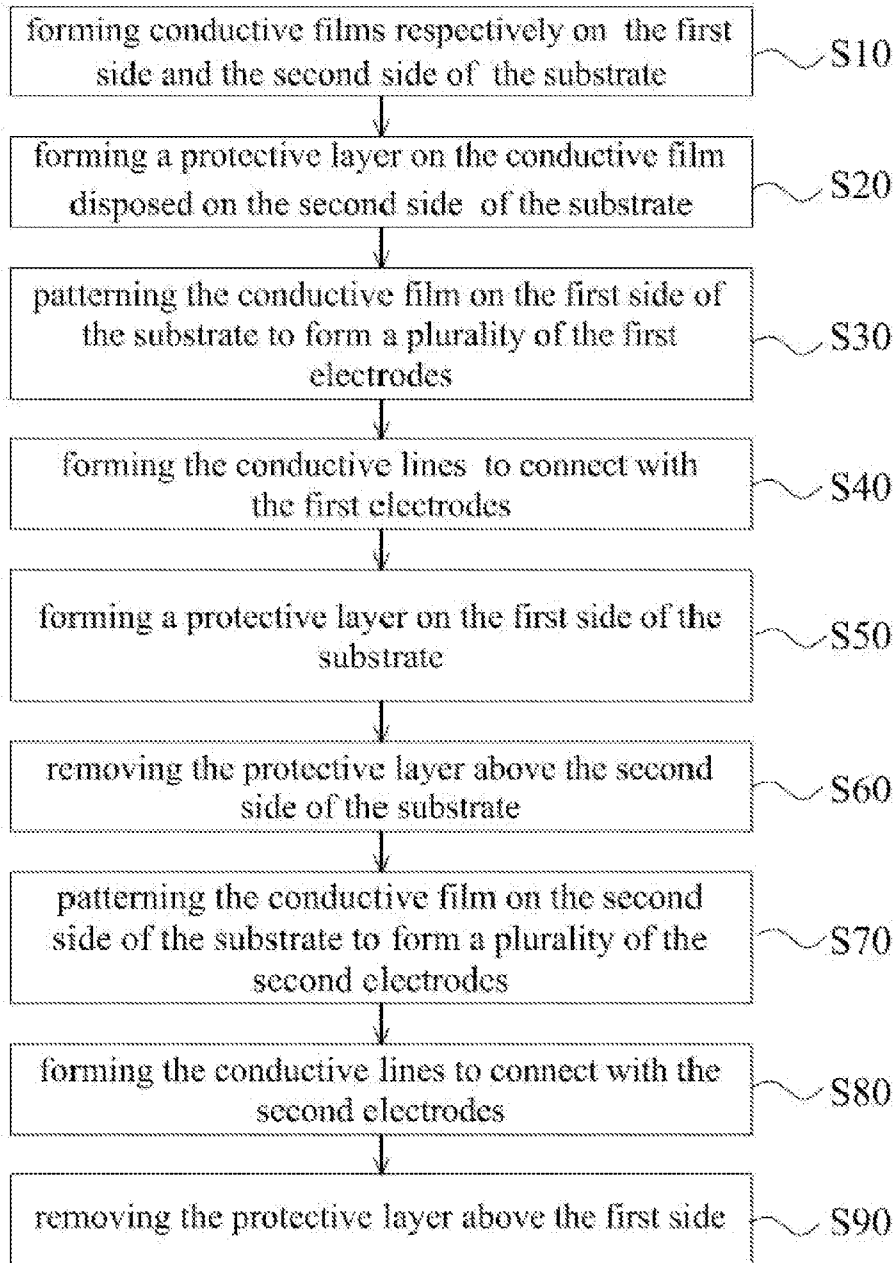 forming conductive films respectively on the first
side and the second side of the substrate
S10
forming a protective layer on the conductive film
disposed on the second side of the substrate
S20
patterning the conductive film on the first side of
the substrate to form a plurality of the first
electrodes
S30
forming the conductive lines to connect with
the first electrodes
S40
forming a protective layer on the first side of the
substrate
S50
removing the protective layer above the second
side of the substrate
S60
patterning the conductive film on the second
side of the substrate to form a plurality of the
second electrodes
S70
forming the conductive lines to connect with the
second electrodes
S80
removing the protective layer above the first side
S90